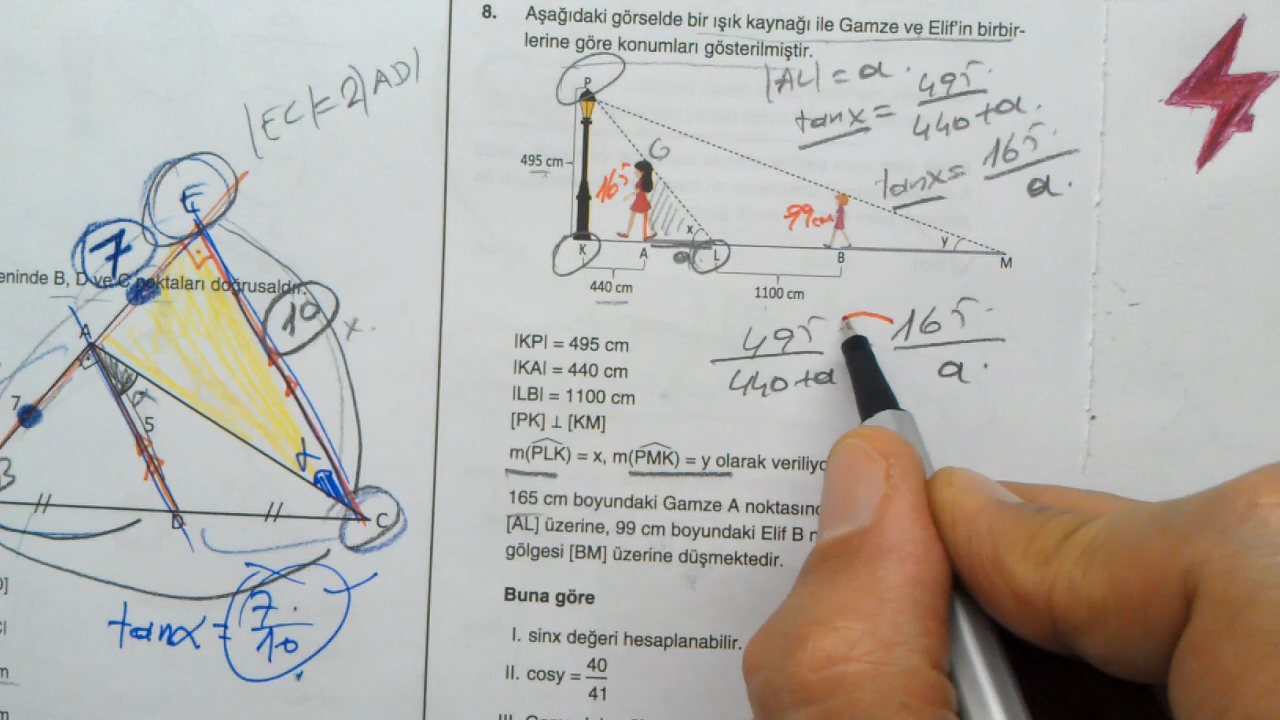 |EC|=2|AD|
E
7
eninde B, D ve C noktaları doğrusaldır.
10
x.
A
α
7
5
α
B
D
C
tanα = 7/10
8. Aşağıdaki görselde bir ışık kaynağı ile Gamze ve Elif'in birbir-
lerine göre konumları gösterilmiştir.
|AL| = a.
tanx = 495/440+a.
tanx = 165/a.
P
G
495 cm
165
99cm
x
y
K
A
a
L
B
M
440 cm
1100 cm
495/440+a 165/a.
|KP| = 495 cm
|KA| = 440 cm
|LB| = 1100 cm
[PK] ⊥ [KM]
m(PLK) = x, m(PMK) = y olarak veriliyo
165 cm boyundaki Gamze A noktasınd
[AL] üzerine, 99 cm boyundaki Elif B n
gölgesi [BM] üzerine düşmektedir.
Buna göre
I. sinx değeri hesaplanabilir.
II. cosy = 40/41